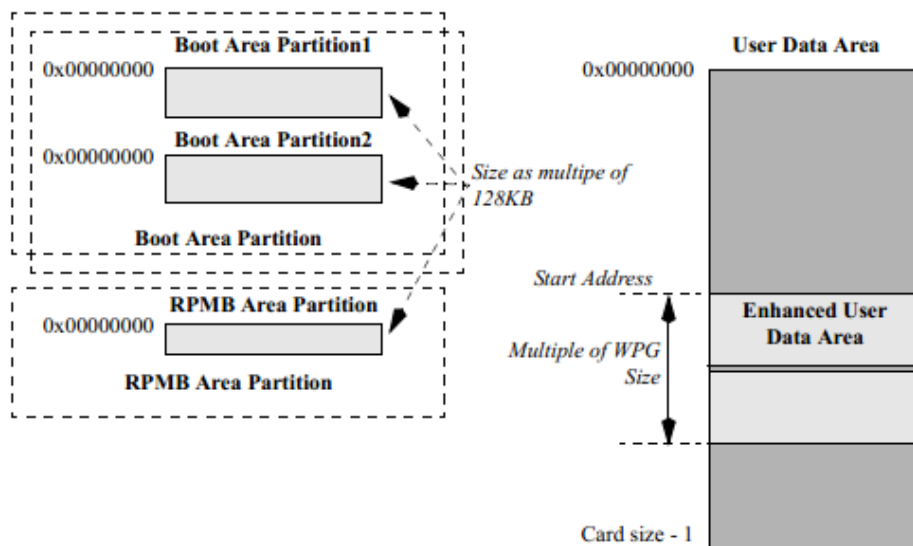 Boot Area Partition1
0x00000000
Boot Area Partition2
0x00000000
Size as multipe of
128KB
Boot Area Partition
RPMB Area Partition
0x00000000
RPMB Area Partition
User Data Area
0x00000000
Start Address
Enhanced User
Data Area
Multiple of WPG
Size
Card size - 1